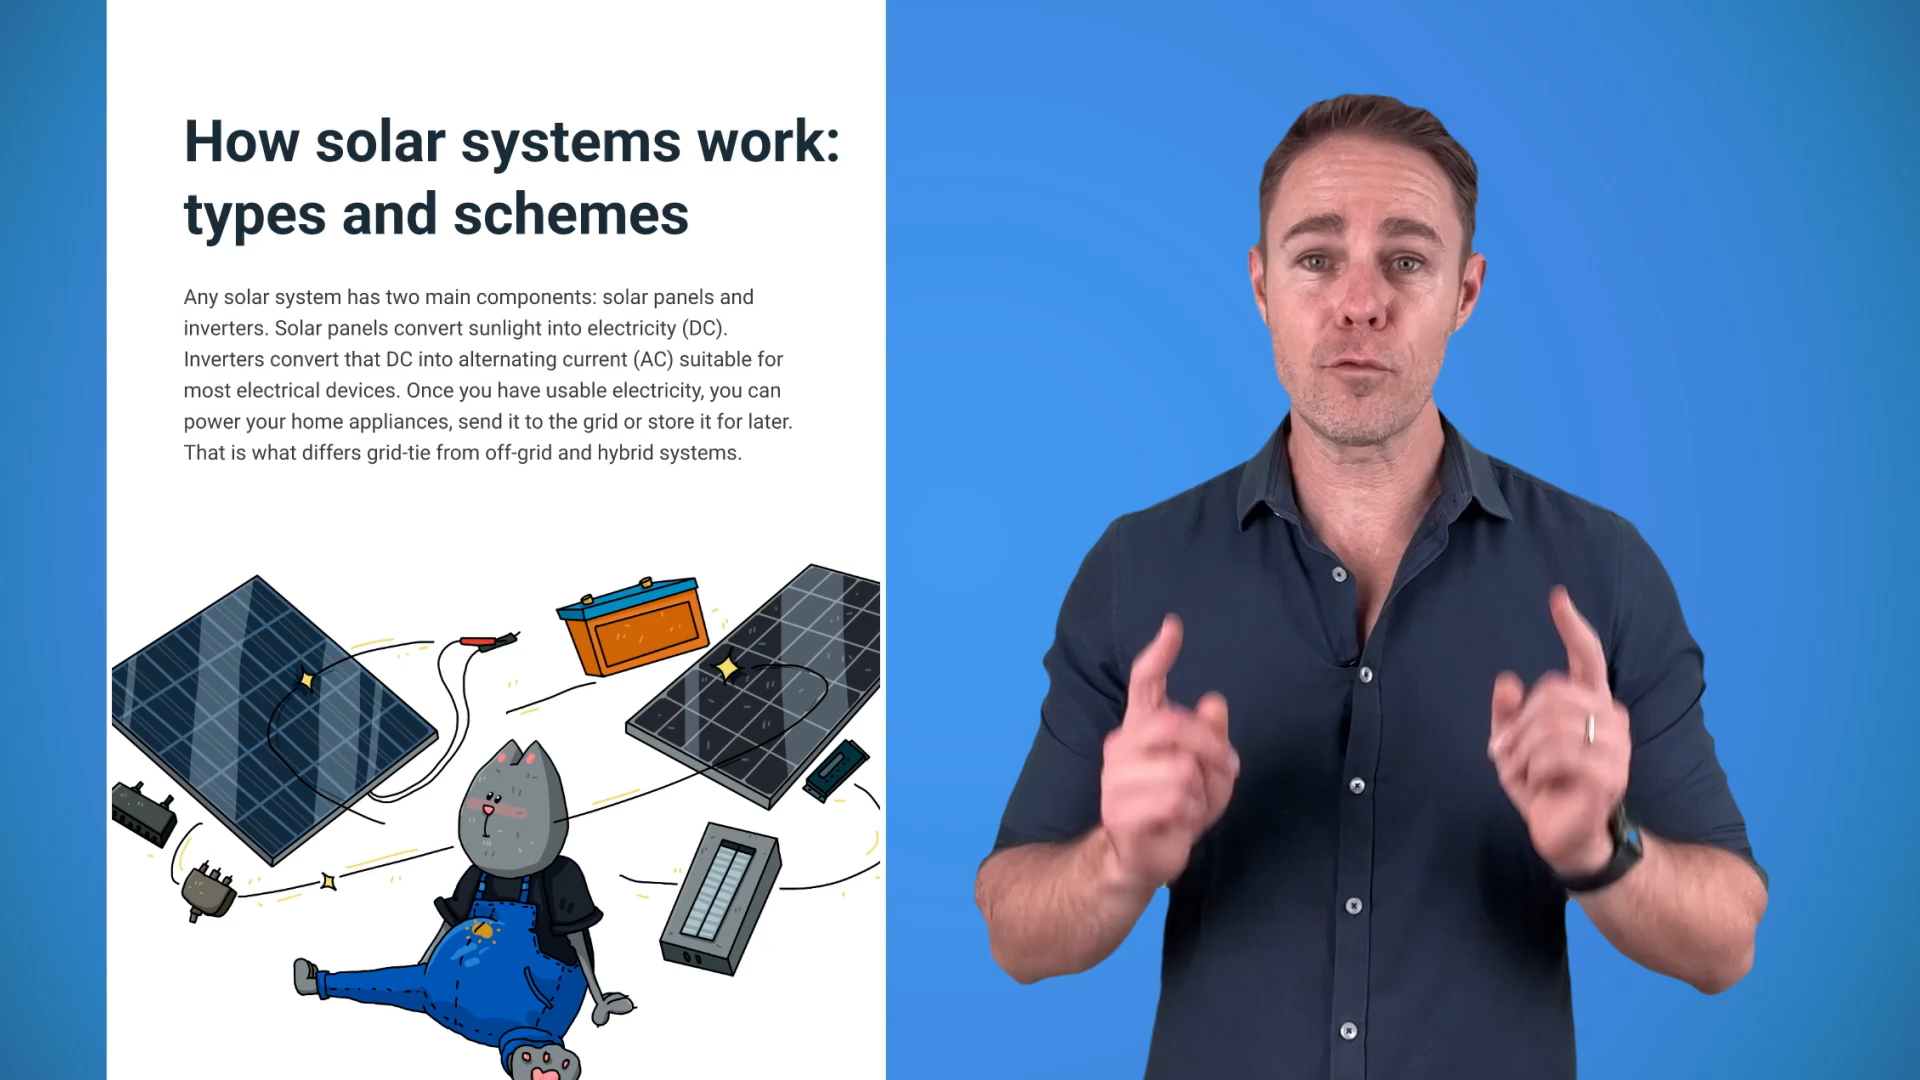 How solar systems work:
types and schemes
Any solar system has two main components: solar panels and
inverters. Solar panels convert sunlight into electricity (DC).
Inverters convert that DC into alternating current (AC) suitable for
most electrical devices. Once you have usable electricity, you can
power your home appliances, send it to the grid or store it for later.
That is what differs grid-tie from off-grid and hybrid systems.